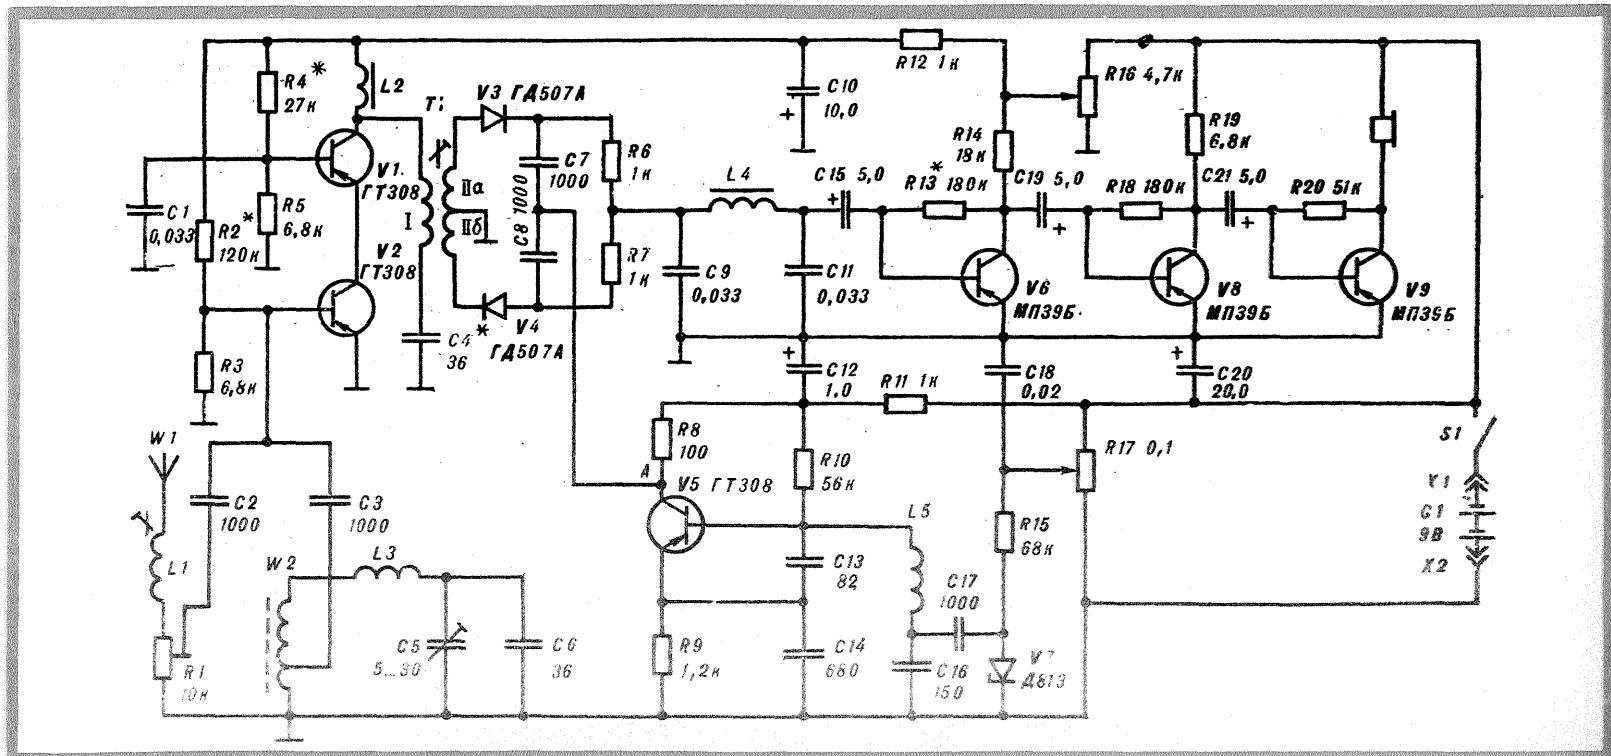 R4 *
27к
L2
T1
V3 ГД507А
C10
10,0
+
R12 1к
R16 4,7к
R14
18к
R19
6,8к
V1
ГТ308
C7
1000
R6
1к
L4
C15 5,0
+
R13 * 180к
C19 5,0
+
R18 180к
C21 5,0
+
R20 51к
C1
0,033
R2 *
120к
R5
6,8к
I
IIа
IIб
C8 1000
V2
ГТ308
R7
1к
C9
0,033
C11
0,033
V6
МП39Б
V8
МП39Б
V9
МП39Б
*
V4
ГД507А
C4
36
R3
6,8к
+
C12
1,0
R11 1к
C18
0,02
+
C20
20,0
W1
R8
100
A
R10
56к
R17 0,1
S1
V5 ГТ308
C2
1000
C3
1000
L5
R15
68к
G1
9В
X2
L1
W2
L3
C13
82
C17
1000
R1
10к
C5
5...30
C6
36
R9
1,2к
C14
680
C16
150
V7
Д813